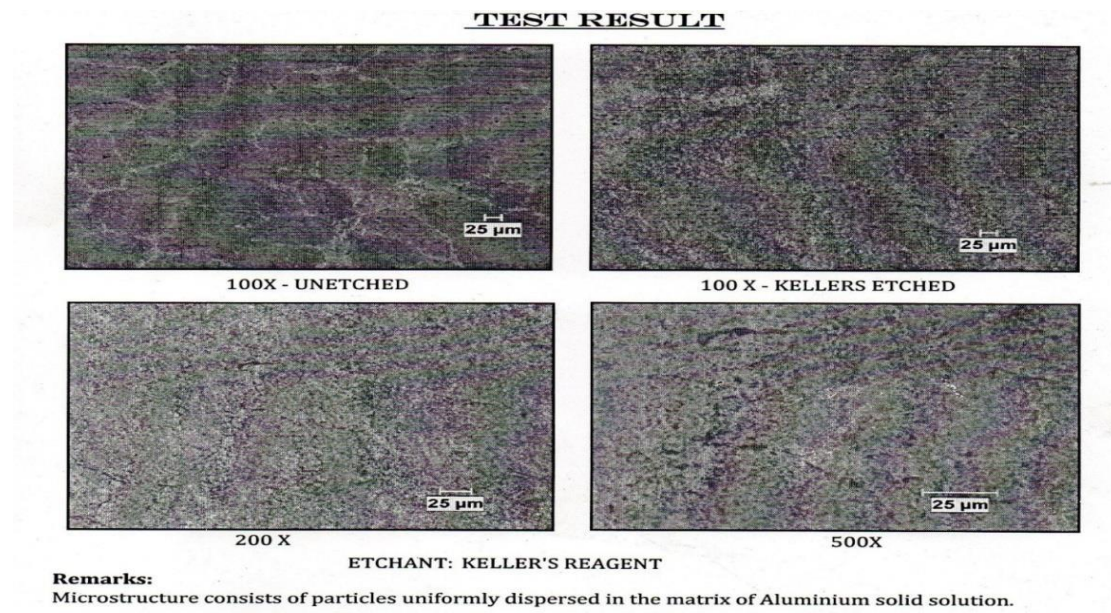 TEST RESULT
25 µm
25 µm
100X - UNETCHED
100 X - KELLERS ETCHED
25 µm
25 µm
200 X
500X
ETCHANT: KELLER'S REAGENT
Remarks:
Microstructure consists of particles uniformly dispersed in the matrix of Aluminium solid solution.